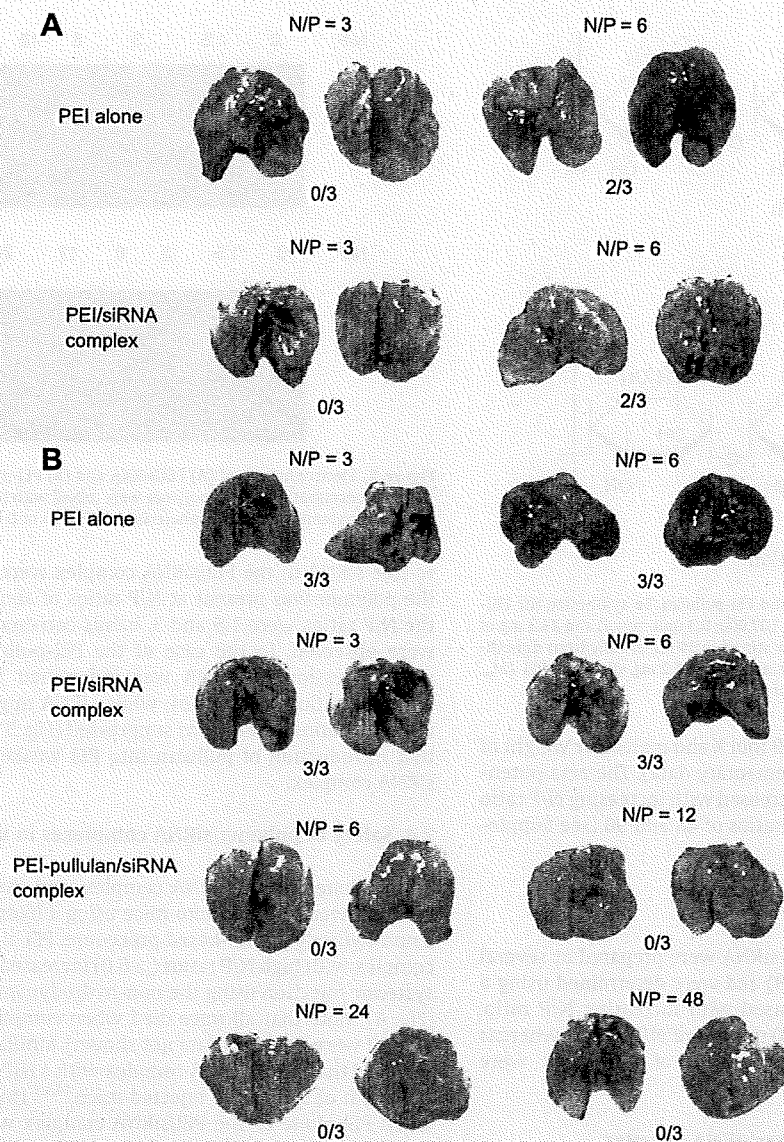 A
N/P = 3
N/P = 6
PEI alone
0/3
2/3
N/P = 3
N/P = 6
PEI/siRNA
complex
0/3
2/3
B
N/P = 3
N/P = 6
PEI alone
3/3
3/3
N/P = 3
N/P = 6
PEI/siRNA
complex
3/3
3/3
N/P = 6
N/P = 12
PEI-pullulan/siRNA
complex
0/3
0/3
N/P = 24
N/P = 48
0/3
0/3